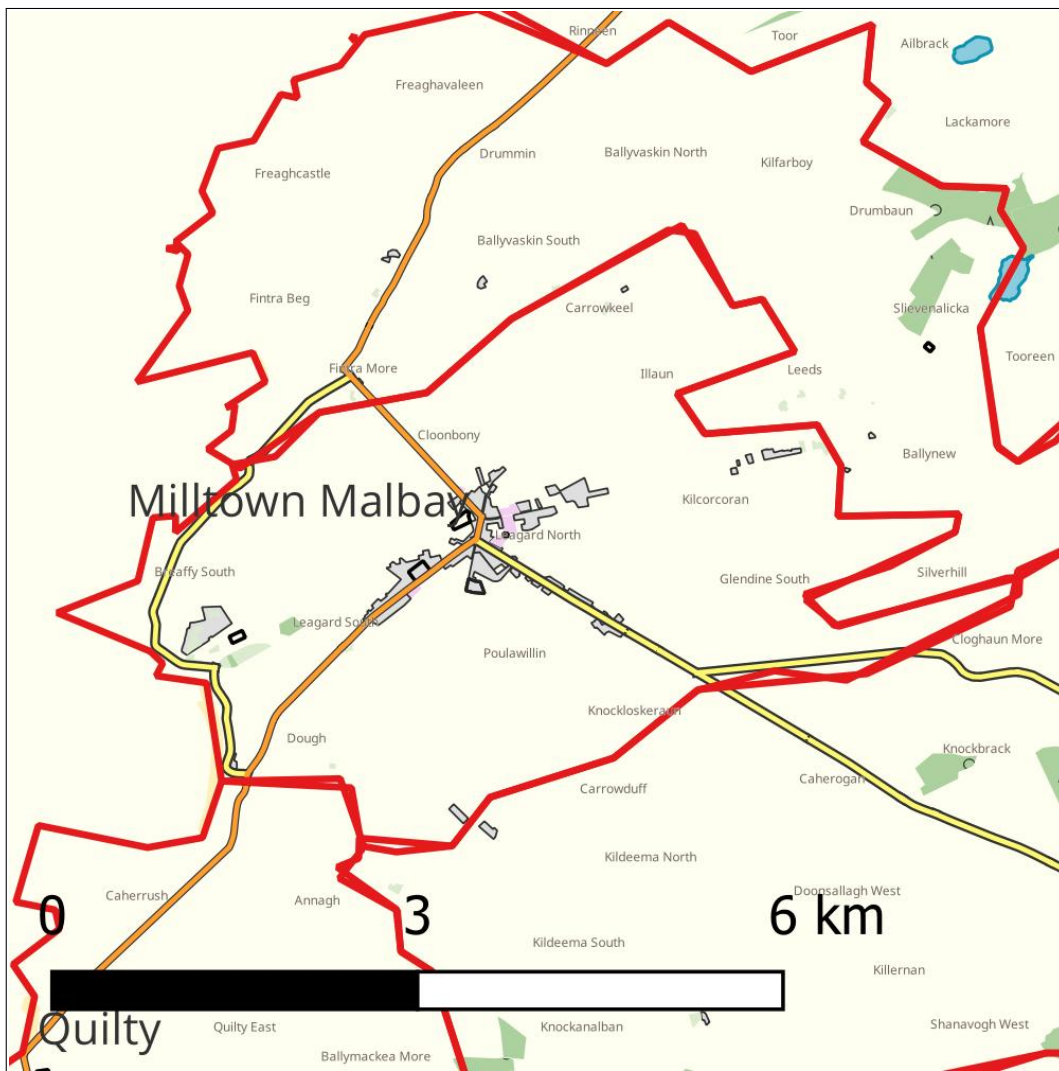 Rinneen
Toor
Ailbrack
Freaghavaleen
Lackamore
Drummin
Ballyvaskin North
Kilfarboy
Freaghcastle
Drumbaun
Ballyvaskin South
Fintra Beg
Carrowkeel
Slievenalicka
Tooreen
Fintra More
Illaun
Leeds
Cloonbony
Ballynew
Milltown Malbay
Kilcorcoran
Leagard North
Breaffy South
Glendine South
Silverhill
Leagard South
Poulawillin
Cloghaun More
Knockloskeraun
Dough
Knockbrack
Carrowduff
Caherogan
Kildeema North
Caherrush
Annagh
Doonsallagh West
0 3 6 km
Kildeema South
Killernan
Quilty
Quilty East
Knockanalban
Shanavogh West
Ballymackea More